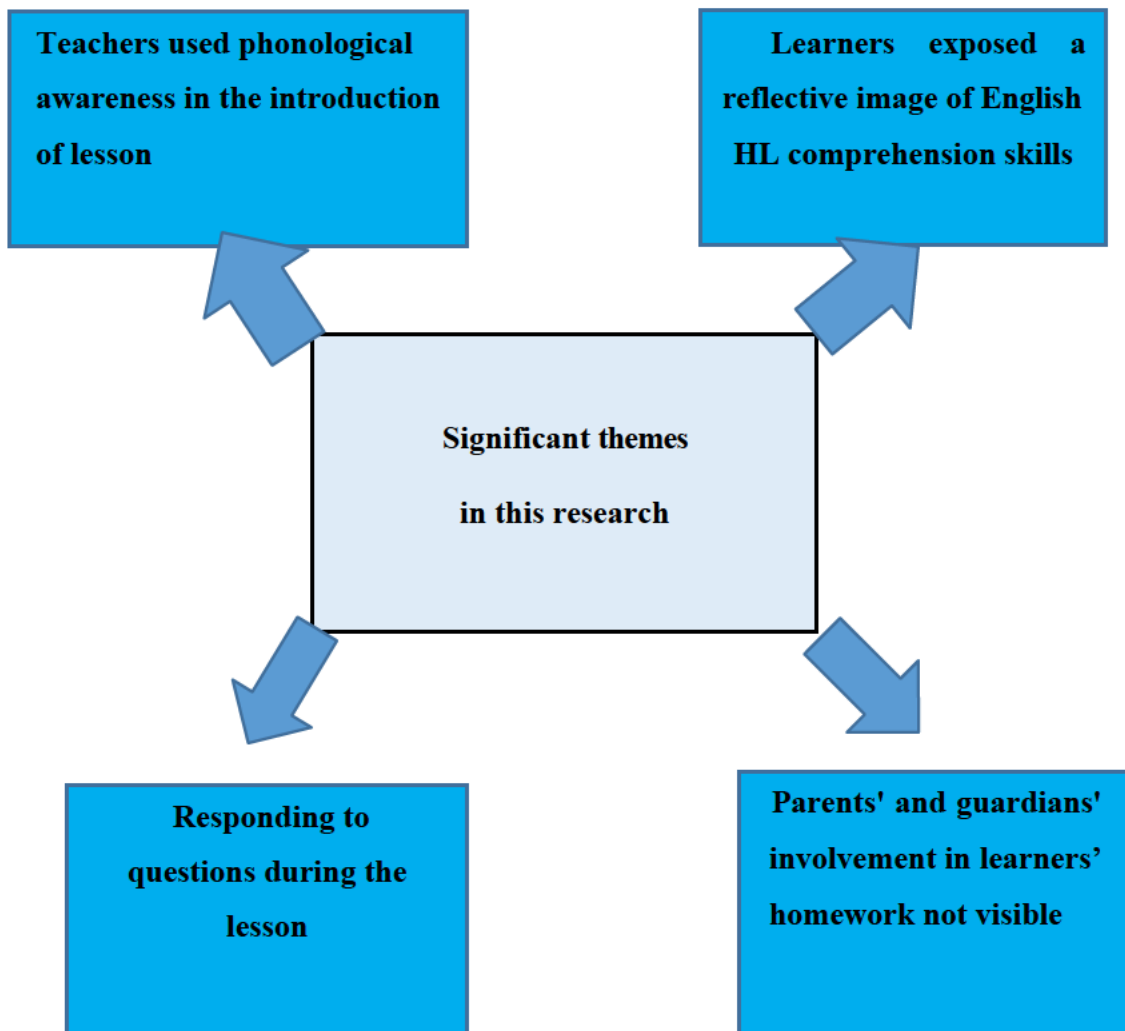 Teachers used phonological
awareness in the introduction
of lesson
Learners exposed a
reflective image of English
HL comprehension skills
Significant themes
in this research
Responding to
questions during the
lesson
Parents' and guardians'
involvement in learners’
homework not visible